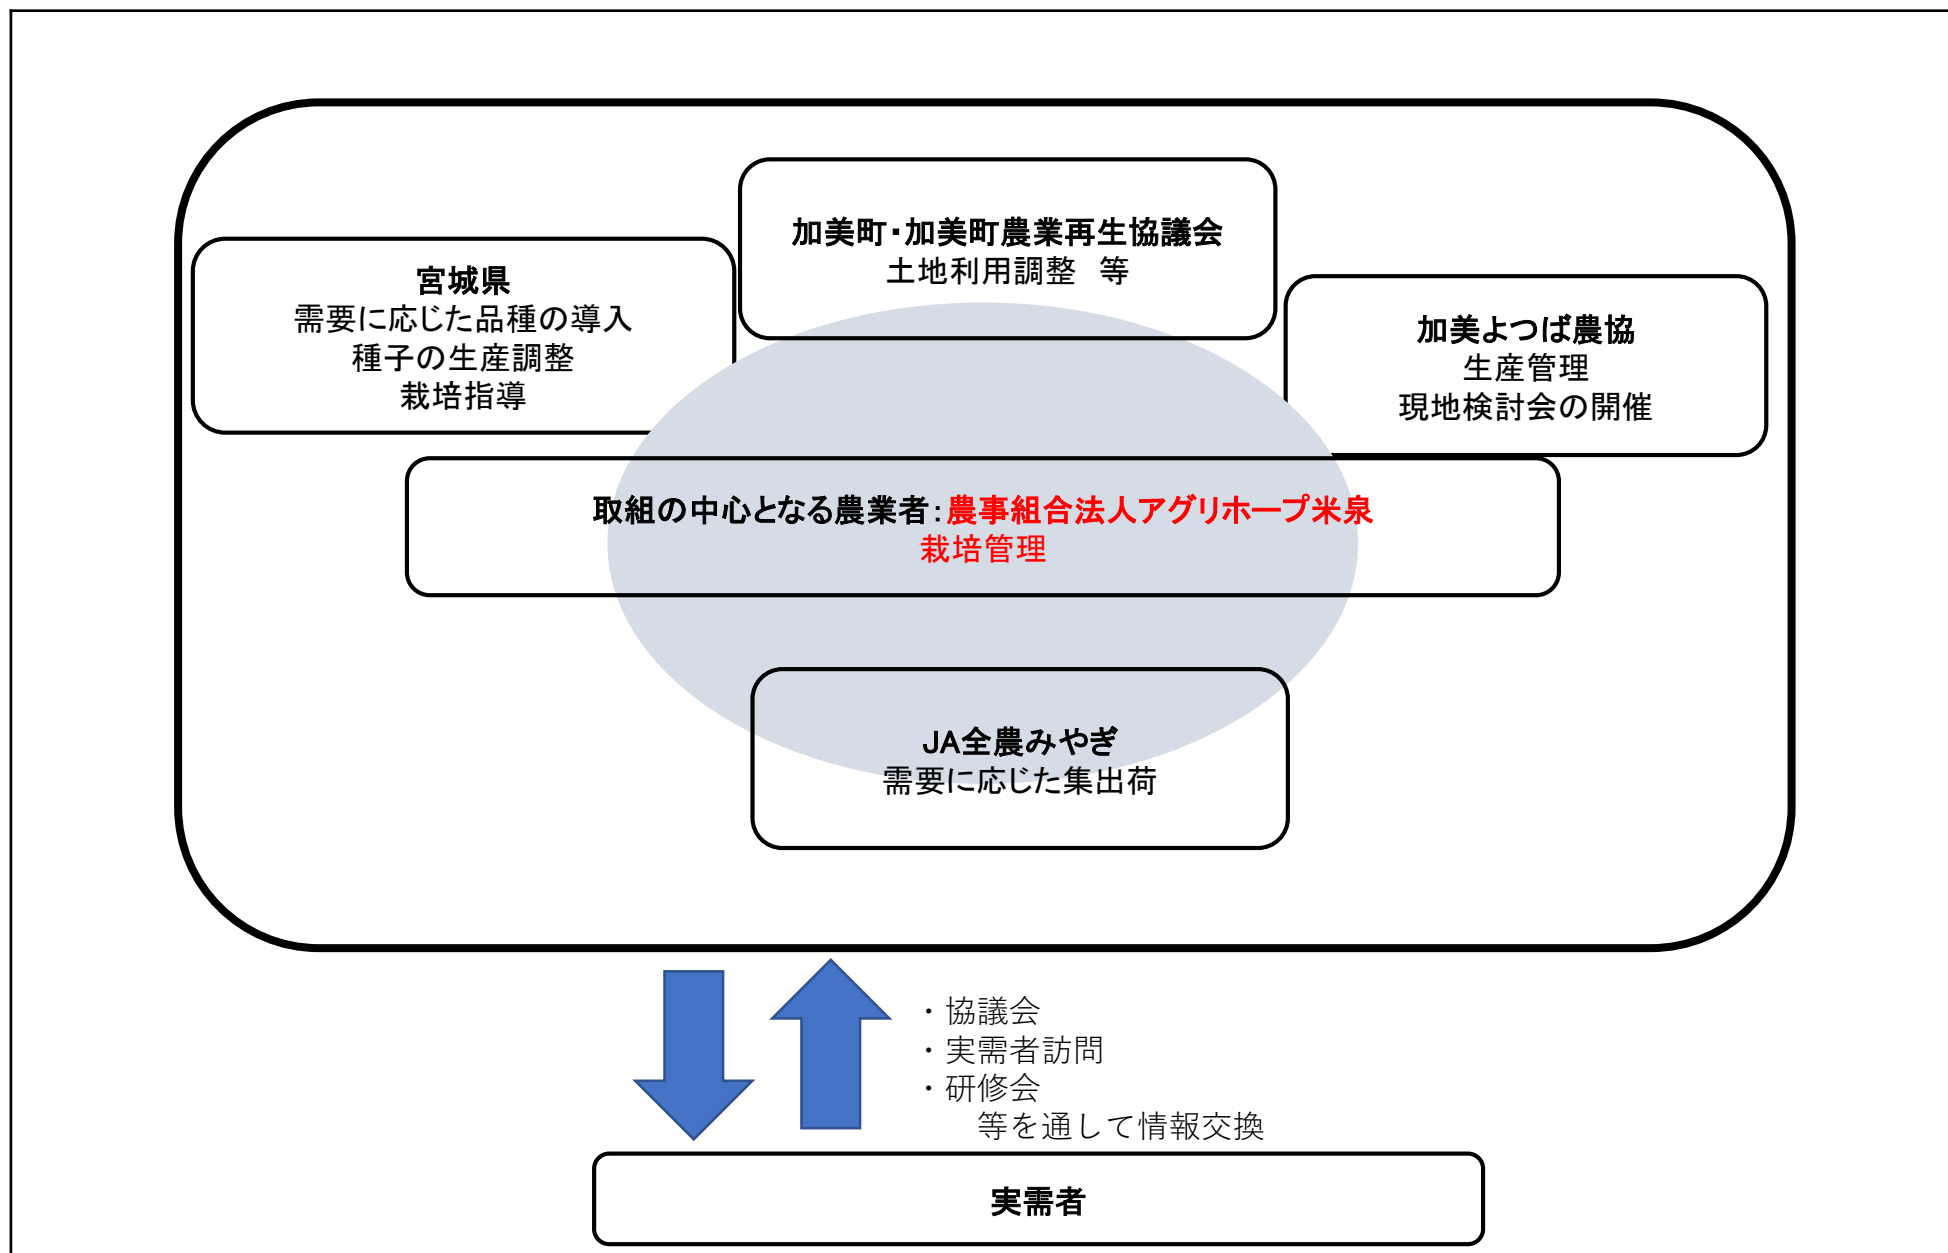 加美町・加美町農業再生協議会
土地利用調整　等
宮城県
需要に応じた品種の導入
種子の生産調整
栽培指導
加美よつば農協
生産管理
現地検討会の開催
取組の中心となる農業者：農事組合法人アグリホープ米泉
栽培管理
JA全農みやぎ
需要に応じた集出荷
・協議会
・実需者訪問
・研修会
等を通して情報交換
実需者